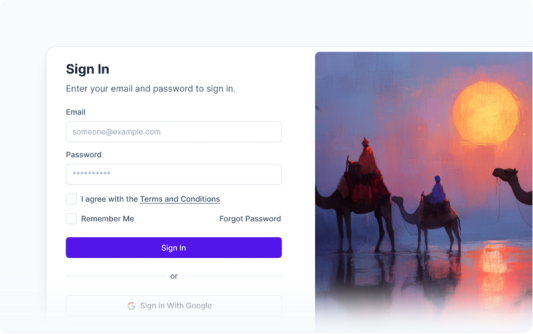 Sign In
Enter your email and password to sign in.
Email
someone@example.com
Password
**********
I agree with the Terms and Conditions
Remember Me Forgot Password
Sign In
or
Sign in With Google